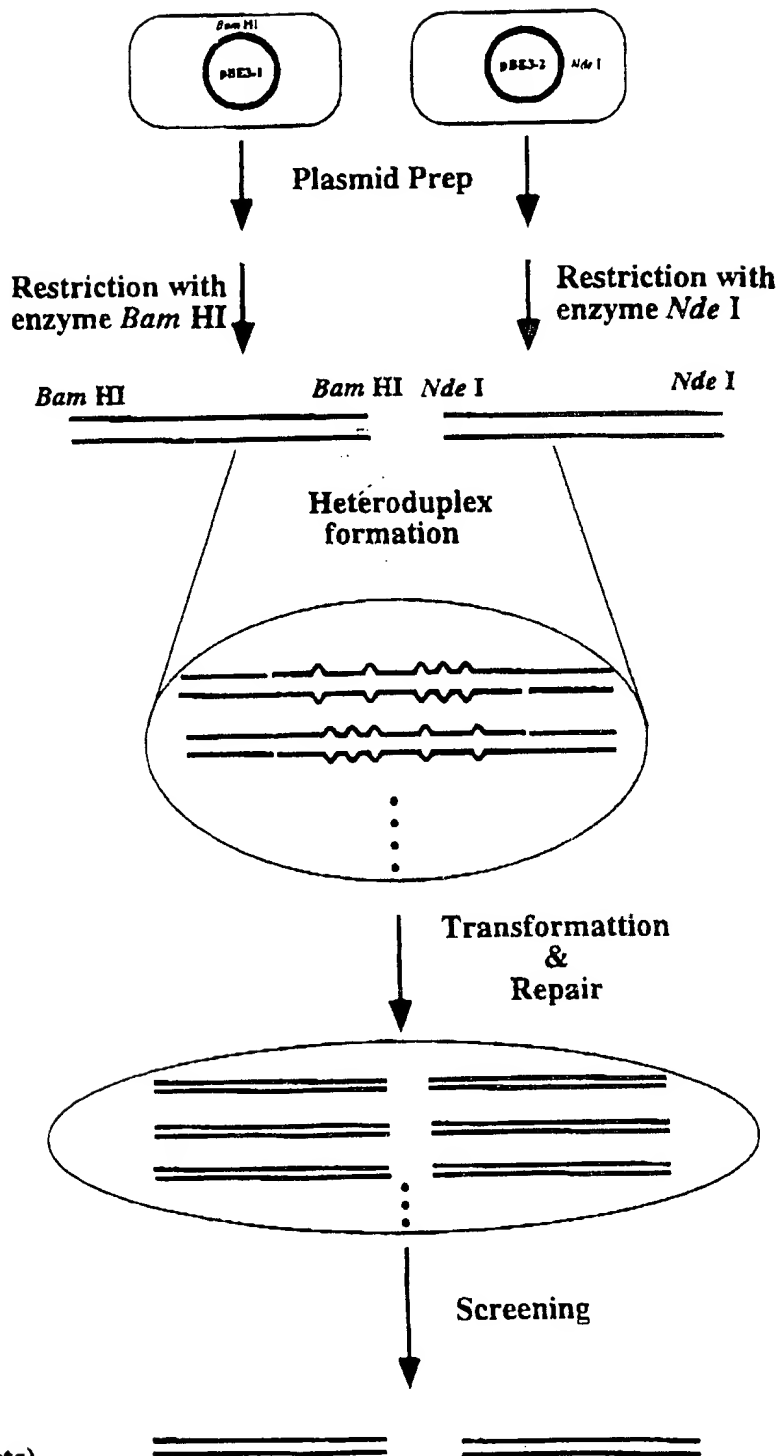 Bam HI
pBE3-1
pBE3-2
Nde I
Plasmid Prep
Restriction with
enzyme Bam HI
Restriction with
enzyme Nde I
Bam HI
Bam HI
Nde I
Nde I
Heteroduplex
formation
Transformattion
&
Repair
Screening